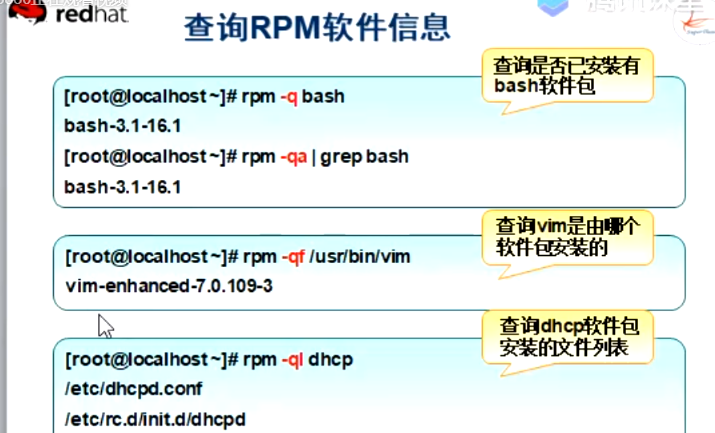 redhat
查询RPM软件信息
查询是否已安装有
bash软件包
[root@localhost ~]# rpm -q bash
bash-3.1-16.1
[root@localhost ~]# rpm -qa | grep bash
bash-3.1-16.1
查询vim是由哪个
软件包安装的
[root@localhost ~]# rpm -qf /usr/bin/vim
vim-enhanced-7.0.109-3
查询dhcp软件包
安装的文件列表
[root@localhost ~]# rpm -ql dhcp
/etc/dhcpd.conf
/etc/rc.d/init.d/dhcpd